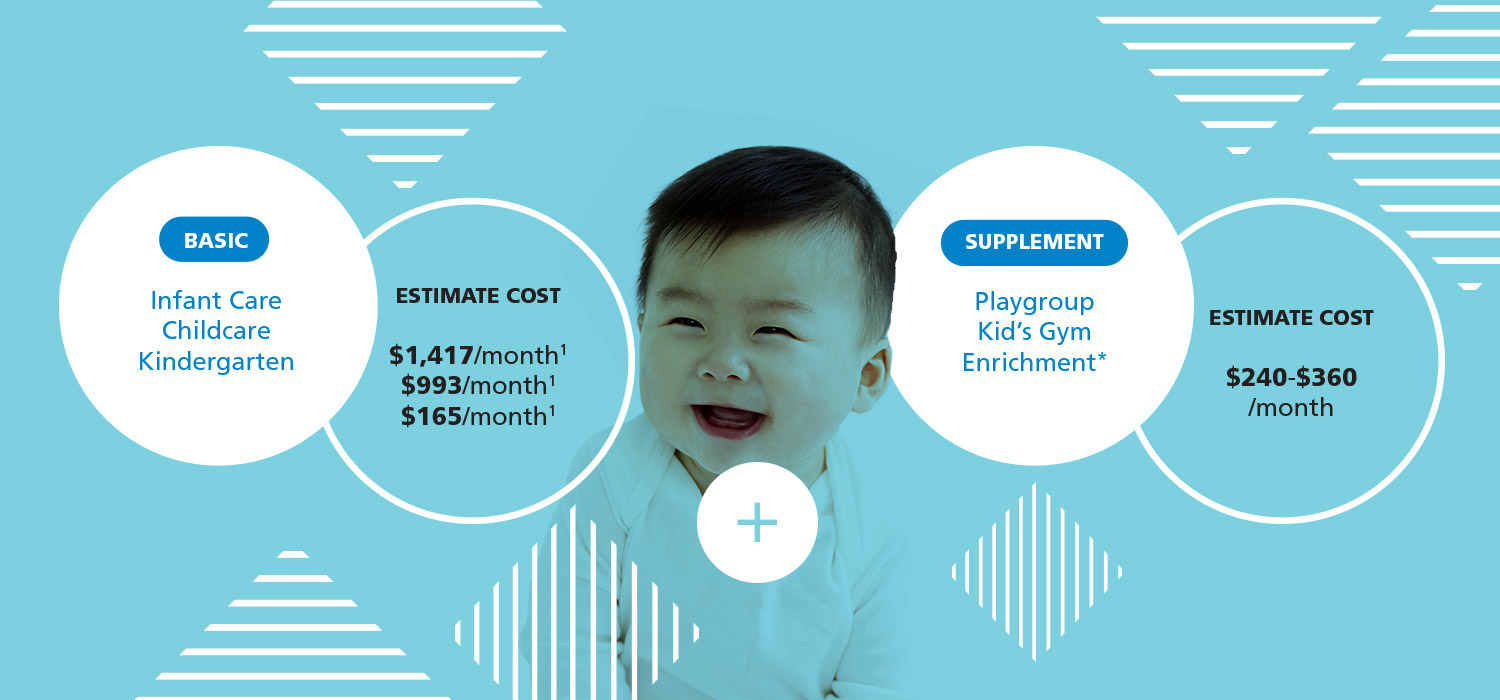 BASIC
Infant Care
Childcare
Kindergarten
ESTIMATE COST
$1,417/month¹
$993/month¹
$165/month¹
+
SUPPLEMENT
Playgroup
Kid’s Gym
Enrichment*
ESTIMATE COST
$240-$360
/month